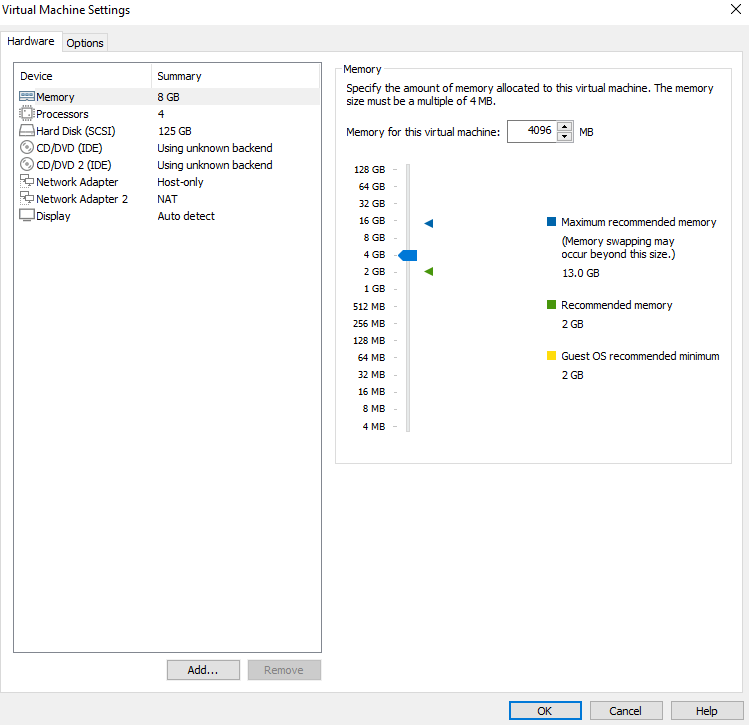 Virtual Machine Settings
Hardware
Options
Device Summary
Memory 8 GB
Processors 4
Hard Disk (SCSI) 125 GB
CD/DVD (IDE) Using unknown backend
CD/DVD 2 (IDE) Using unknown backend
Network Adapter Host-only
Network Adapter 2 NAT
Display Auto detect
Add...
Remove
Memory
Specify the amount of memory allocated to this virtual machine. The memory
size must be a multiple of 4 MB.
Memory for this virtual machine: 4096 MB
128 GB
64 GB
32 GB
16 GB
8 GB
4 GB
2 GB
1 GB
512 MB
256 MB
128 MB
64 MB
32 MB
16 MB
8 MB
4 MB
Maximum recommended memory
(Memory swapping may
occur beyond this size.)
13.0 GB
Recommended memory
2 GB
Guest OS recommended minimum
2 GB
OK
Cancel
Help